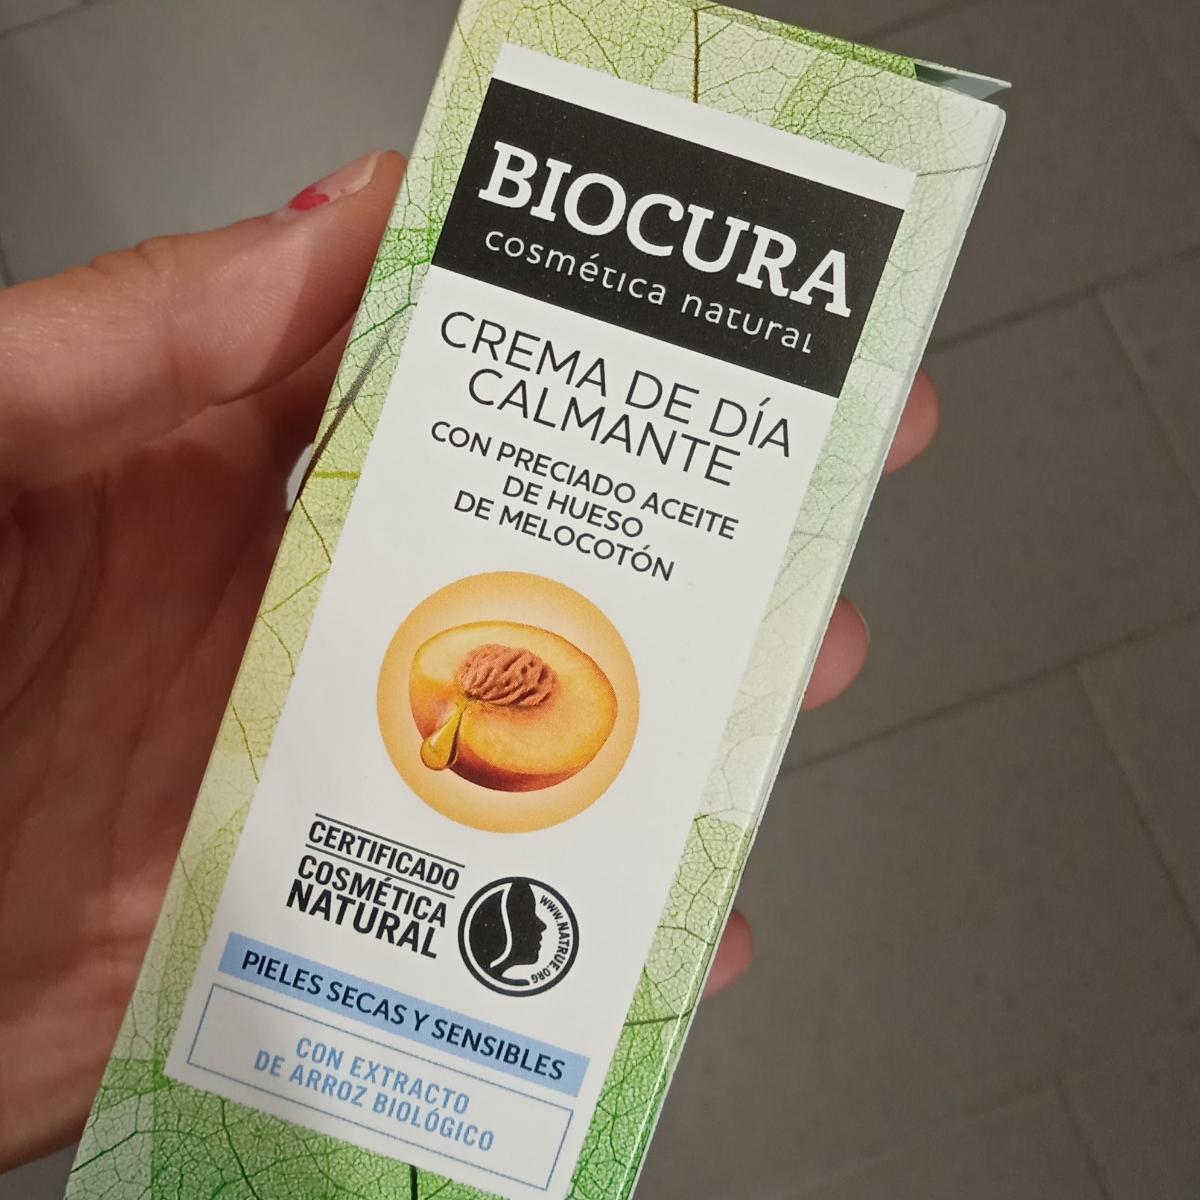 BIOCURA
cosmética natural
CREMA DE DÍA
CALMANTE
CON PRECIADO ACEITE
DE HUESO
DE MELOCOTÓN
CERTIFICADO
COSMÉTICA
NATURAL
WWW.NATRUE.ORG
PIELES SECAS Y SENSIBLES
CON EXTRACTO
DE ARROZ BIOLÓGICO